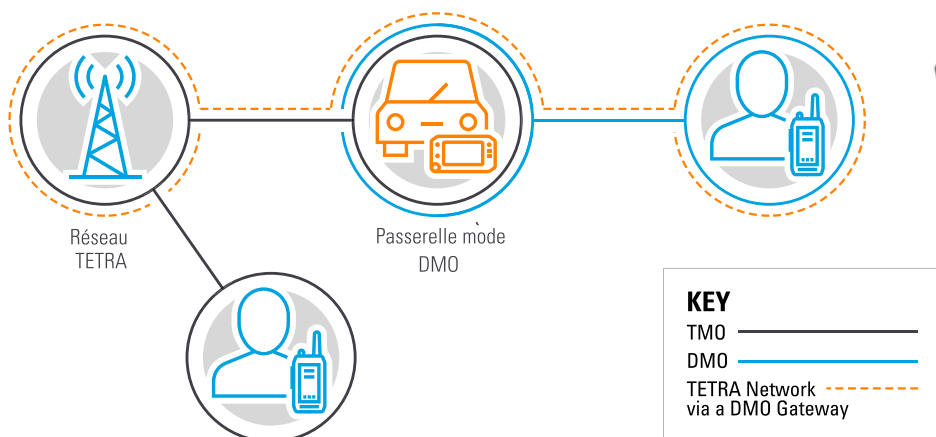 Réseau
TETRA
Passerelle mode
DMO
KEY
TMO
DMO
TETRA Network
via a DMO Gateway